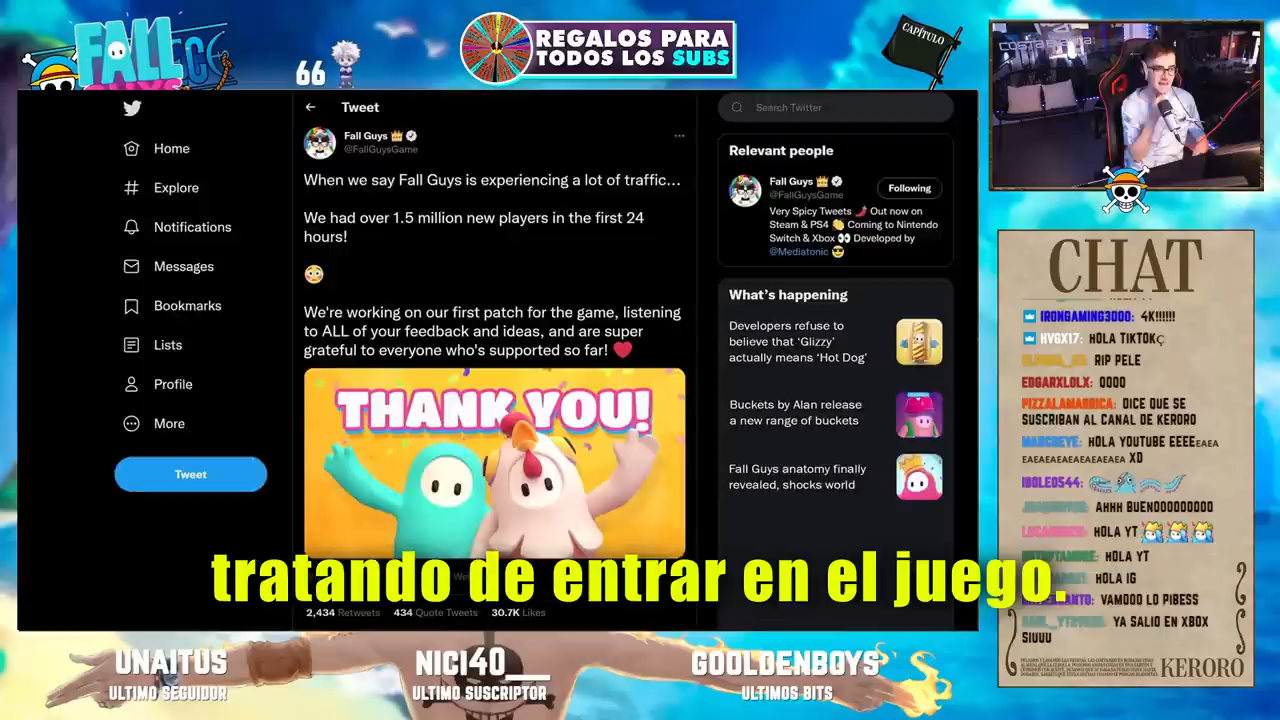 FALL
GUYS
66
REGALOS PARA
TODOS LOS SUBS
CAPÍTULO
Tweet
Search Twitter
Home
Explore
Notifications
Messages
Bookmarks
Lists
Profile
More
Tweet
Fall Guys
@FallGuysGame
When we say Fall Guys is experiencing a lot of traffic…
We had over 1.5 million new players in the first 24
hours!
We're working on our first patch for the game, listening
to ALL of your feedback and ideas, and are super
grateful to everyone who's supported so far!
THANK YOU!
2,434 Retweets 434 Quote Tweets 30.7K Likes
Relevant people
Fall Guys
@FallGuysGame
Following
Very Spicy Tweets Out now on
Steam & PS4 Coming to Nintendo
Switch & Xbox Developed by
@Mediatonic
What's happening
Developers refuse to
believe that 'Glizzy'
actually means 'Hot Dog'
Buckets by Alan release
a new range of buckets
Fall Guys anatomy finally
revealed, shocks world
tratando de entrar en el juego.
CHAT
IRONGAMING3000: 4K!!!!!!
HVGX17: HOLA TIKTOKÇ
RIP PELE
EDGARXLOLX: OOOO
PIZZALAMADRICA: DICE QUE SE
SUSCRIBAN AL CANAL DE KERORO
HOLA YOUTUBE EEEEAEA
EAEAEAEAEAEAEAEA XD
IBOLE0544:
AHHH BUENOOOOOOOOO
HOLA YT
HOLA YT
HOLA IG
VAMOOO LO PIBESS
YA SALIO EN XBOX
SIUUU
KERORO
UNAITUS
ULTIMO SEGUIDOR
NICI40__
ULTIMO SUSCRIPTOR
GOOLDENBOYS
ULTIMOS BITS